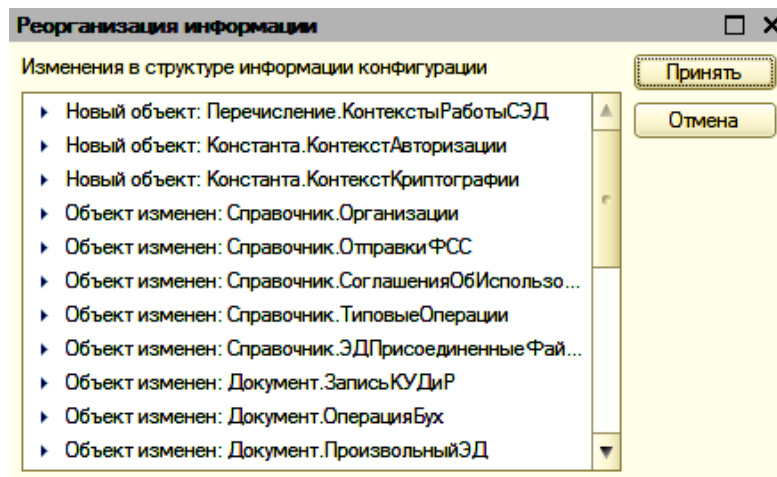 Реорганизация информации
Изменения в структуре информации конфигурации
Принять
Отмена
Новый объект: Перечисление.КонтекстыРаботыСЭД
Новый объект: Константа.КонтекстАвторизации
Новый объект: Константа.КонтекстКриптографии
Объект изменен: Справочник.Организации
Объект изменен: Справочник.ОтправкиФСС
Объект изменен: Справочник.СоглашенияОбИспользо...
Объект изменен: Справочник.ТиповыеОперации
Объект изменен: Справочник.ЭДПрисоединенныеФай...
Объект изменен: Документ.ЗаписьКУДиР
Объект изменен: Документ.ОперацияБух
Объект изменен: Документ.ПроизвольныйЭД